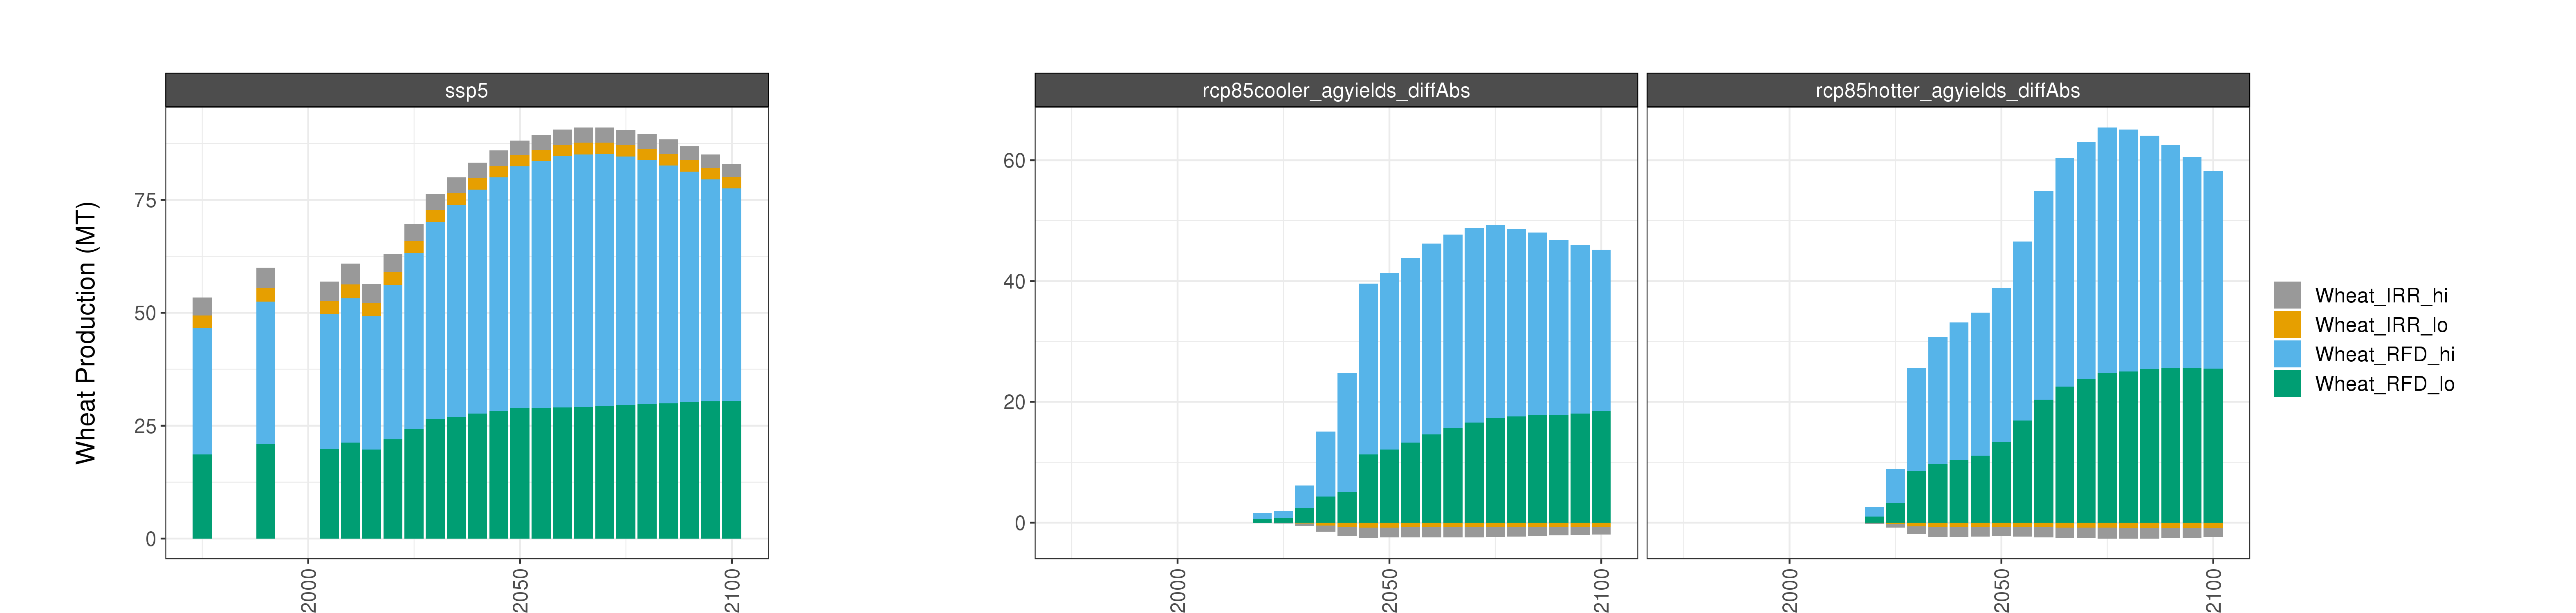 ssp5
rcp85cooler_agyields_diffAbs
rcp85hotter_agyields_diffAbs
Wheat Production (MT)
75
50
25
0
60
40
20
0
2000
2050
2100
2000
2050
2100
2000
2050
2100
Wheat_IRR_hi
Wheat_IRR_lo
Wheat_RFD_hi
Wheat_RFD_lo